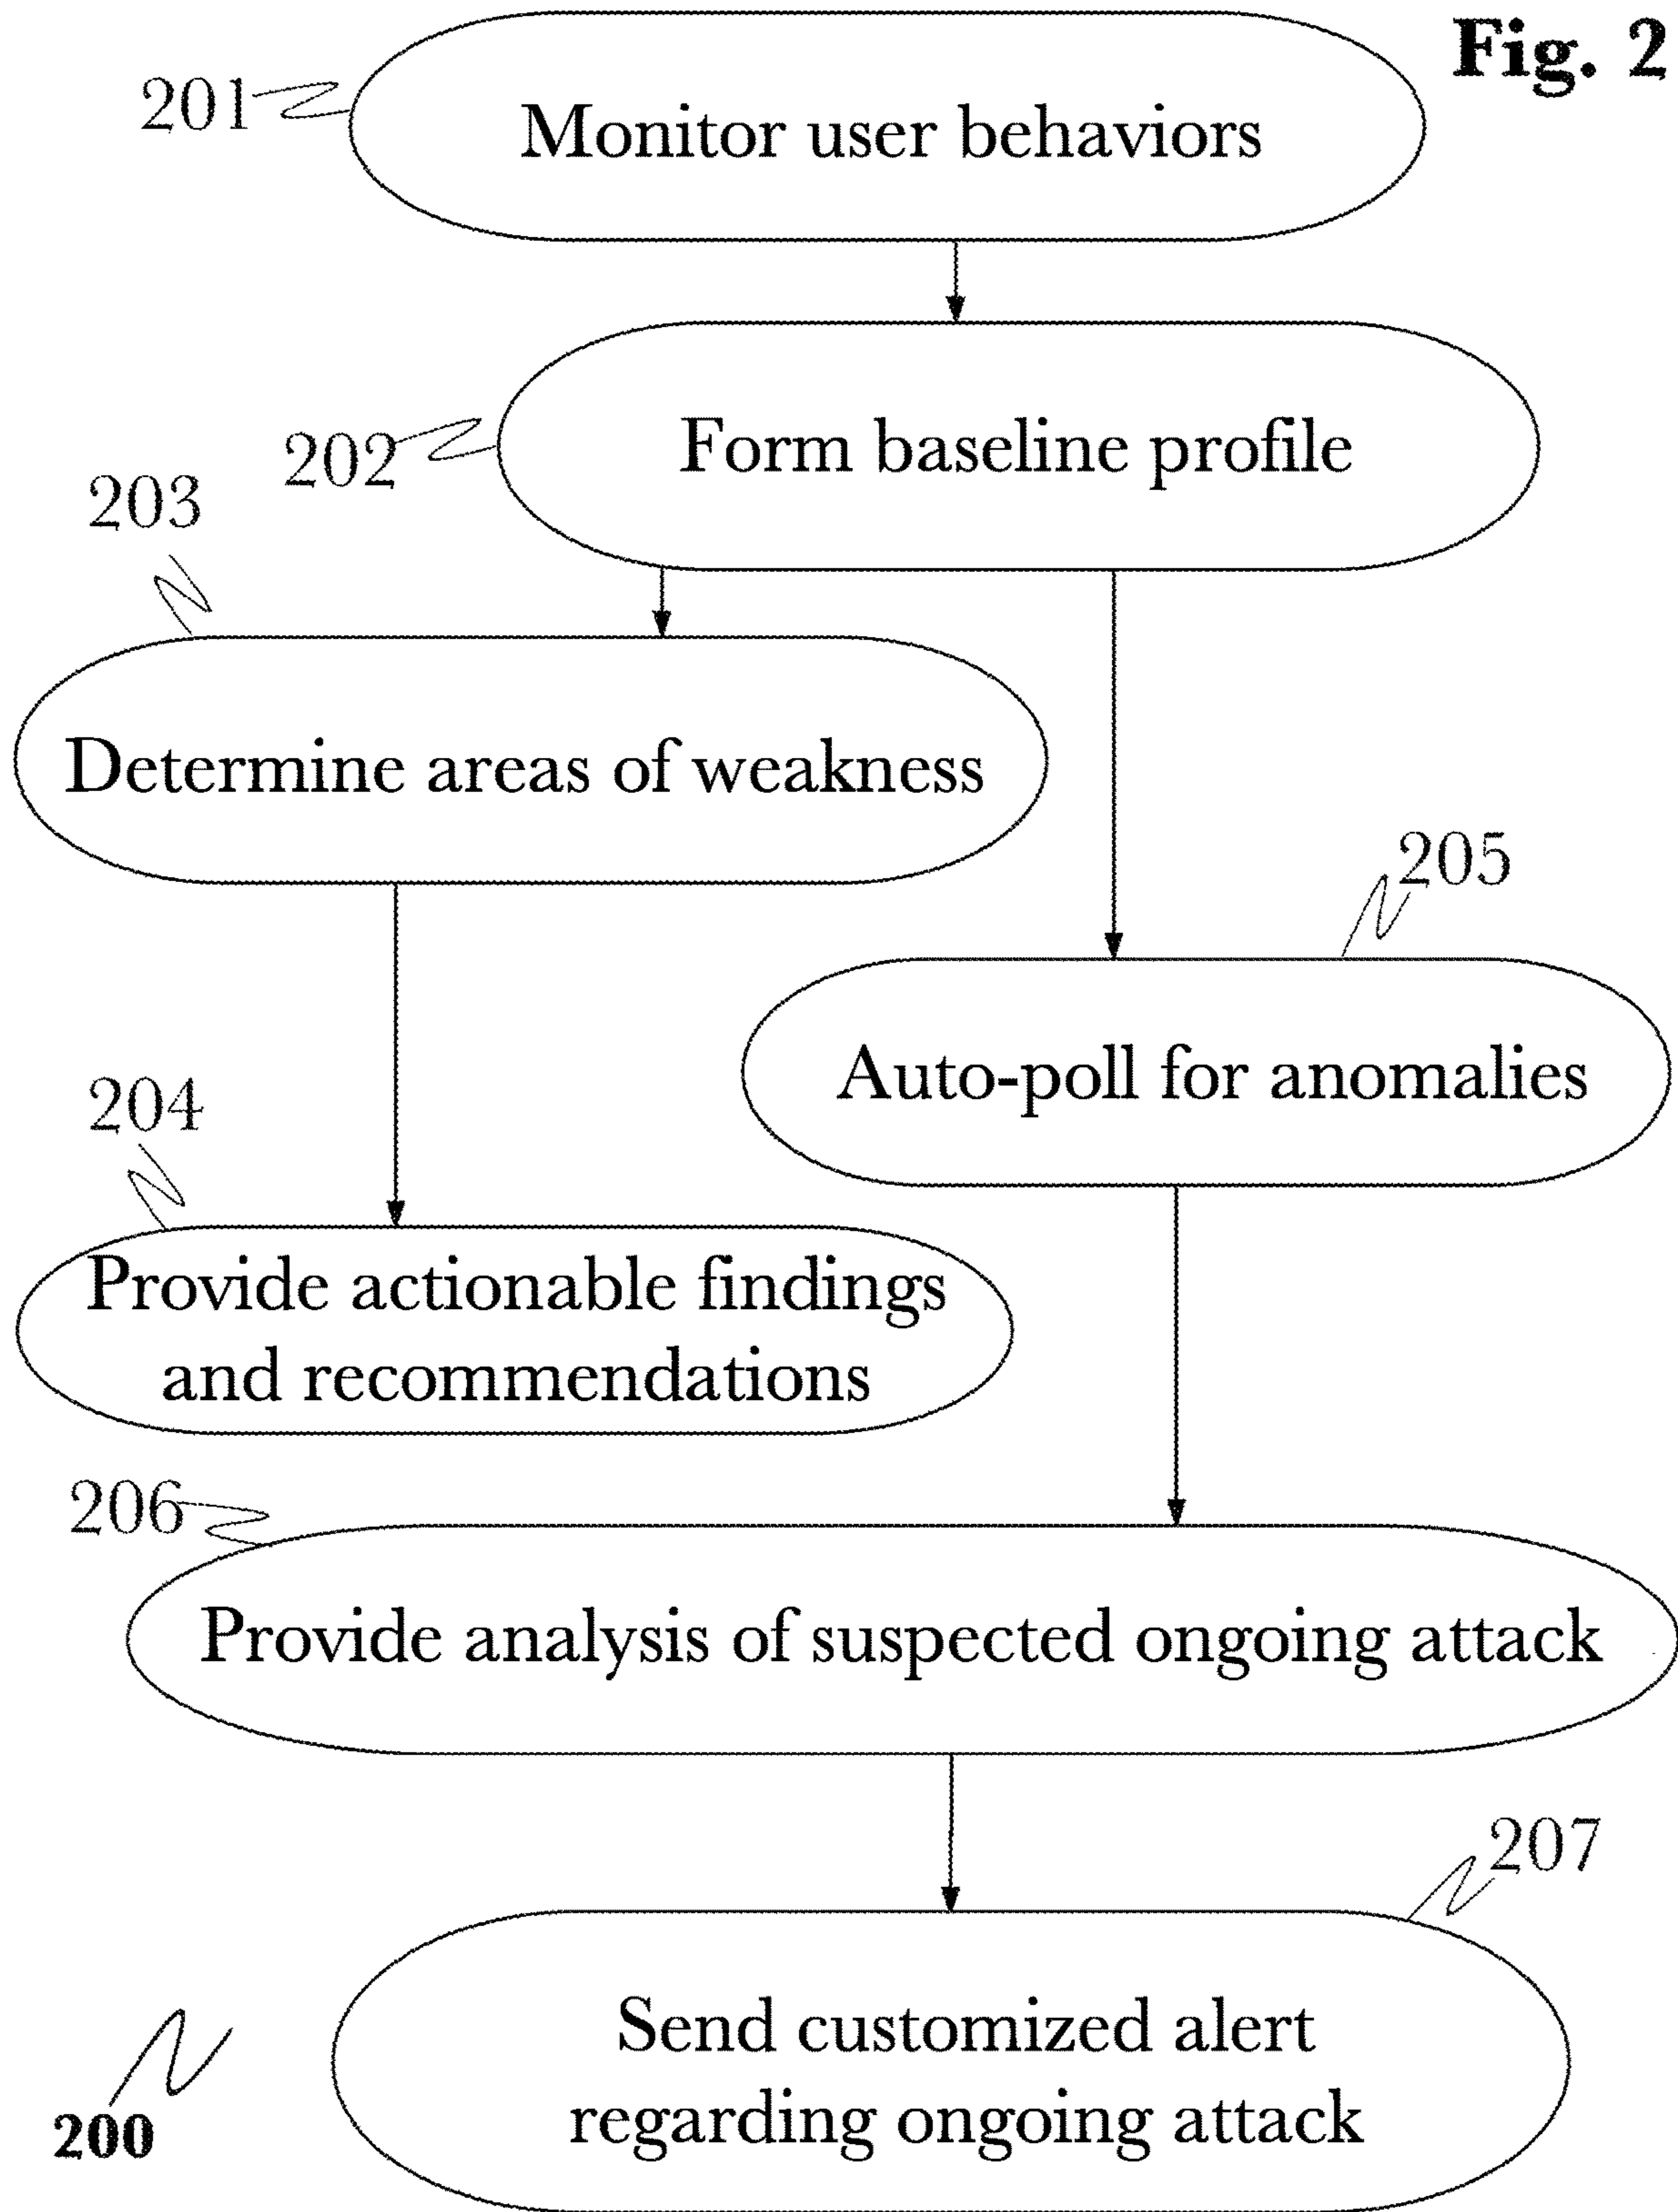 Fig. 2
201
Monitor user behaviors
202
Form baseline profile
203
Determine areas of weakness
205
Auto-poll for anomalies
204
Provide actionable findings
and recommendations
206
Provide analysis of suspected ongoing attack
207
Send customized alert
regarding ongoing attack
200